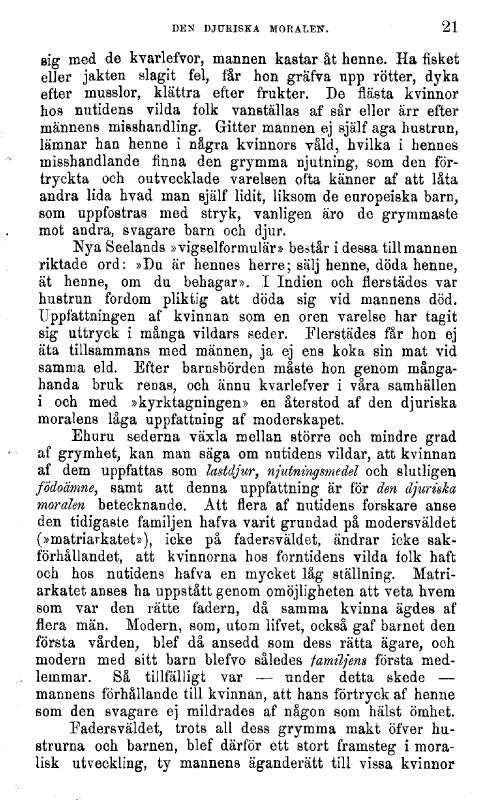 DEN DJURISKA MORALEN. 21
sig med de kvarlefvor, mannen kastar åt henne. Ha fisket
eller jakten slagit fel, får hon gräfva upp rötter, dyka
efter musslor, klättra efter frukter. De flästa kvinnor
hos nutidens vilda folk vanställas af sår eller ärr efter
männens misshandling. Gitter mannen ej själf aga hustrun,
lämnar han henne i några kvinnors våld, hvilka i hennes
misshandlande finna den grymma njutning, som den för-
tryckta och outvecklade varelsen ofta känner af att låta
andra lida hvad man själf lidit, liksom de europeiska barn,
som uppfostras med stryk, vanligen äro de grymmaste
mot andra, svagare barn och djur.
Nya Seelands »vigselformulär» består i dessa till mannen
riktade ord: »Du är hennes herre; sälj henne, döda henne,
ät henne, om du behagar». I Indien och flerstädes var
hustrun fordom pliktig att döda sig vid mannens död.
Uppfattningen af kvinnan som en oren varelse har tagit
sig uttryck i många vildars seder. Flerstädes får hon ej
äta tillsammans med männen, ja ej ens koka sin mat vid
samma eld. Efter barnsbörden måste hon genom många-
handa bruk renas, och ännu kvarlefver i våra samhällen
i och med »kyrktagningen» en återstod af den djuriska
moralens låga uppfattning af moderskapet.
Ehuru sederna växla mellan större och mindre grad
af grymhet, kan man säga om nutidens vildar, att kvinnan
af dem uppfattas som lastdjur, njutningsmedel och slutligen
födoämne, samt att denna uppfattning är för den djuriska
moralen betecknande. Att flera af nutidens forskare anse
den tidigaste familjen hafva varit grundad på modersväldet
(»matriarkatet»), icke på fadersväldet, ändrar icke sak-
förhållandet, att kvinnorna hos forntidens vilda folk haft
och hos nutidens hafva en mycket låg ställning. Matri-
arkatet anses ha uppstått genom omöjligheten att veta hvem
som var den rätte fadern, då samma kvinna ägdes af
flera män. Modern, som, utom lifvet, också gaf barnet den
första vården, blef då ansedd som dess rätta ägare, och
modern med sitt barn blefvo således familjens första med-
lemmar. Så tillfälligt var — under detta skede —
mannens förhållande till kvinnan, att hans förtryck af henne
som den svagare ej mildrades af någon som hälst ömhet.
Fadersväldet, trots all dess grymma makt öfver hu-
strurna och barnen, blef därför ett stort framsteg i mora-
lisk utveckling, ty mannens äganderätt till vissa kvinnor